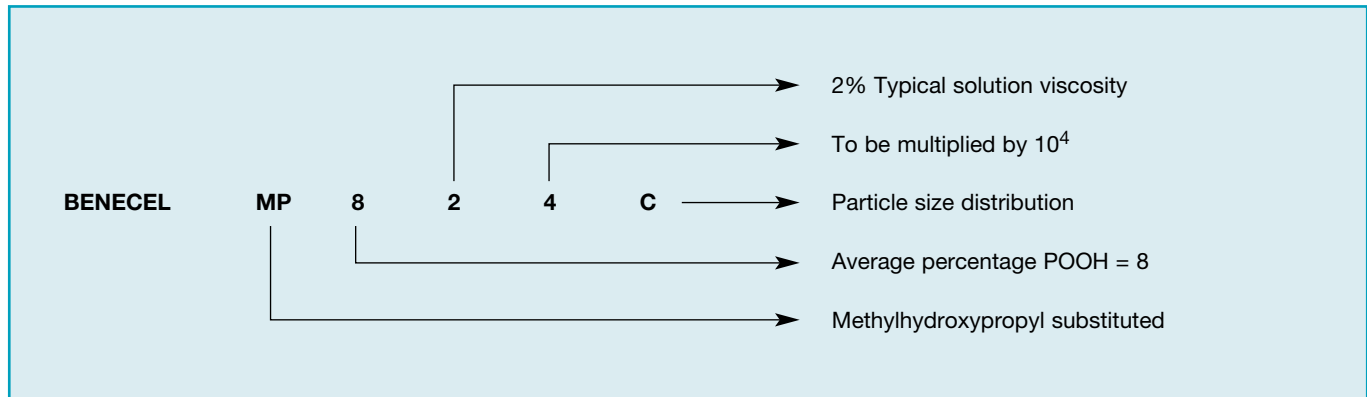 2% Typical solution viscosity
To be multiplied by 10⁴
BENECEL MP 8 2 4 C Particle size distribution
Average percentage POOH = 8
Methylhydroxypropyl substituted